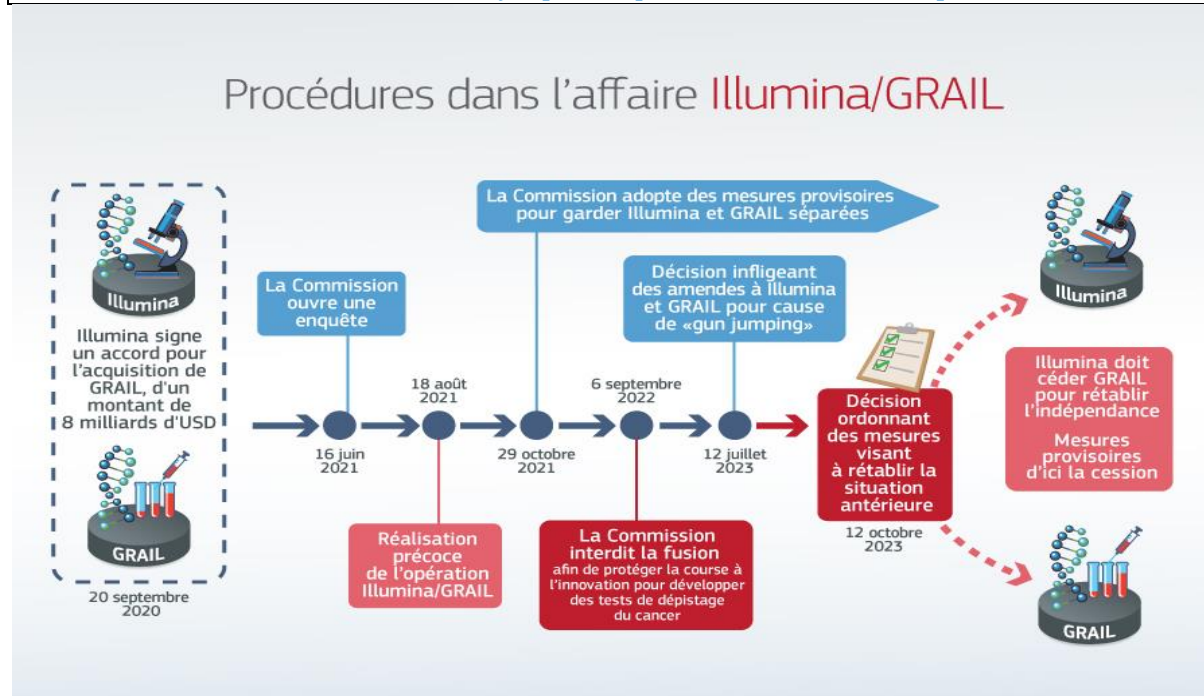 Procédures dans l'affaire Illumina/GRAIL
Illumina
Illumina signe
un accord pour
l'acquisition de
GRAIL, d'un
montant de
8 milliards d'USD
GRAIL
20 septembre
2020
La Commission
ouvre une
enquête
16 juin
2021
18 août
2021
Réalisation
précoce
de l'opération
Illumina/GRAIL
La Commission adopte des mesures provisoires
pour garder Illumina et GRAIL séparées
29 octobre
2021
6 septembre
2022
La Commission
interdit la fusion
afin de protéger la course à
l'innovation pour développer
des tests de dépistage
du cancer
Décision infligeant
des amendes à Illumina
et GRAIL pour cause
de «gun jumping»
12 juillet
2023
Décision
ordonnant
des mesures
visant
à rétablir la
situation
antérieure
12 octobre
2023
Illumina
Illumina doit
céder GRAIL
pour rétablir
l'indépendance
Mesures
provisoires
d'ici la cession
GRAIL